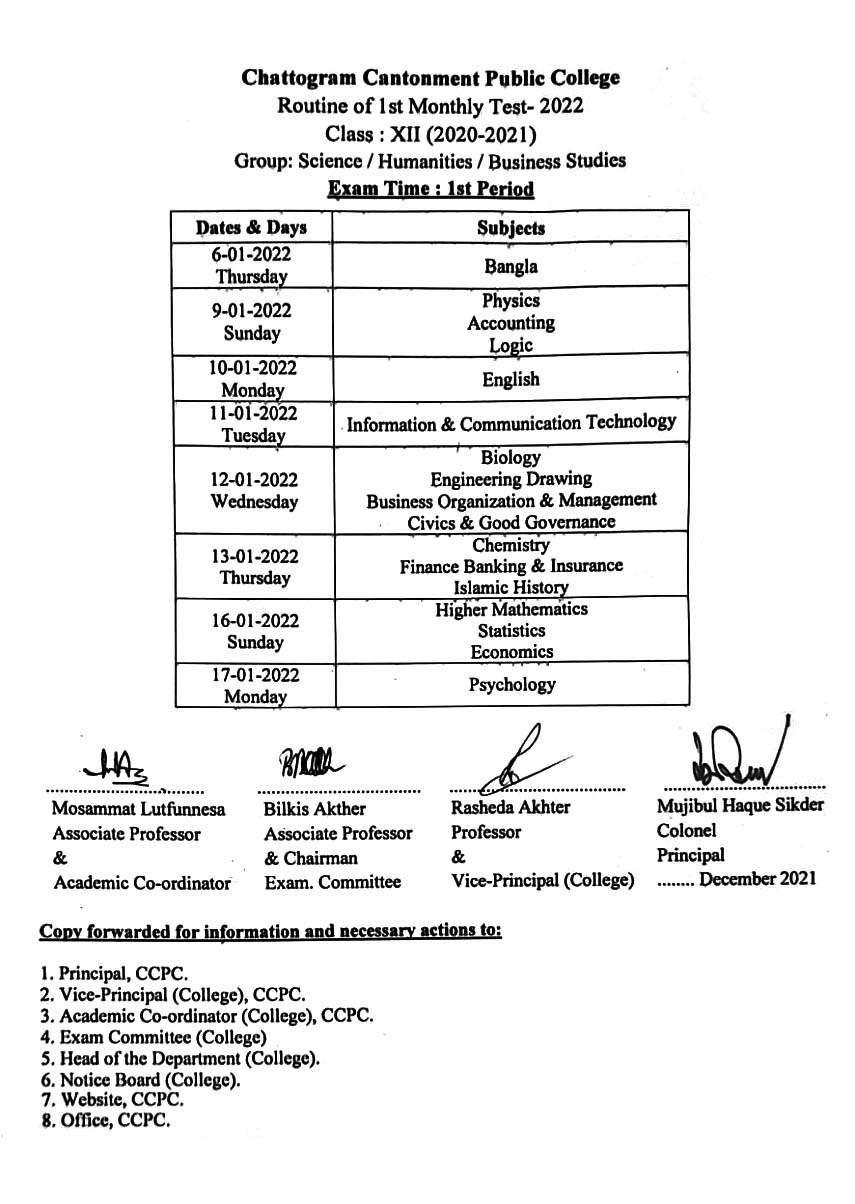 Chattogram Cantonment Public College
Routine of 1st Monthly Test- 2022
Class : XII (2020-2021)
Group: Science / Humanities / Business Studies
Exam Time : 1st Period
Dates & Days Subjects
6-01-2022
Thursday
Bangla
9-01-2022
Sunday
Physics
Accounting
Logic
10-01-2022
Monday
English
11-01-2022
Tuesday
Information & Communication Technology
12-01-2022
Wednesday
Biology
Engineering Drawing
Business Organization & Management
Civics & Good Governance
13-01-2022
Thursday
Chemistry
Finance Banking & Insurance
Islamic History
16-01-2022
Sunday
Higher Mathematics
Statistics
Economics
17-01-2022
Monday
Psychology
Mosammat Lutfunnesa
Associate Professor
&
Academic Co-ordinator
Bilkis Akther
Associate Professor
& Chairman
Exam. Committee
Rasheda Akhter
Professor
&
Vice-Principal (College)
Mujibul Haque Sikder
Colonel
Principal
........ December 2021
Copy forwarded for information and necessary actions to:
1. Principal, CCPC.
2. Vice-Principal (College), CCPC.
3. Academic Co-ordinator (College), CCPC.
4. Exam Committee (College)
5. Head of the Department (College).
6. Notice Board (College).
7. Website, CCPC.
8. Office, CCPC.